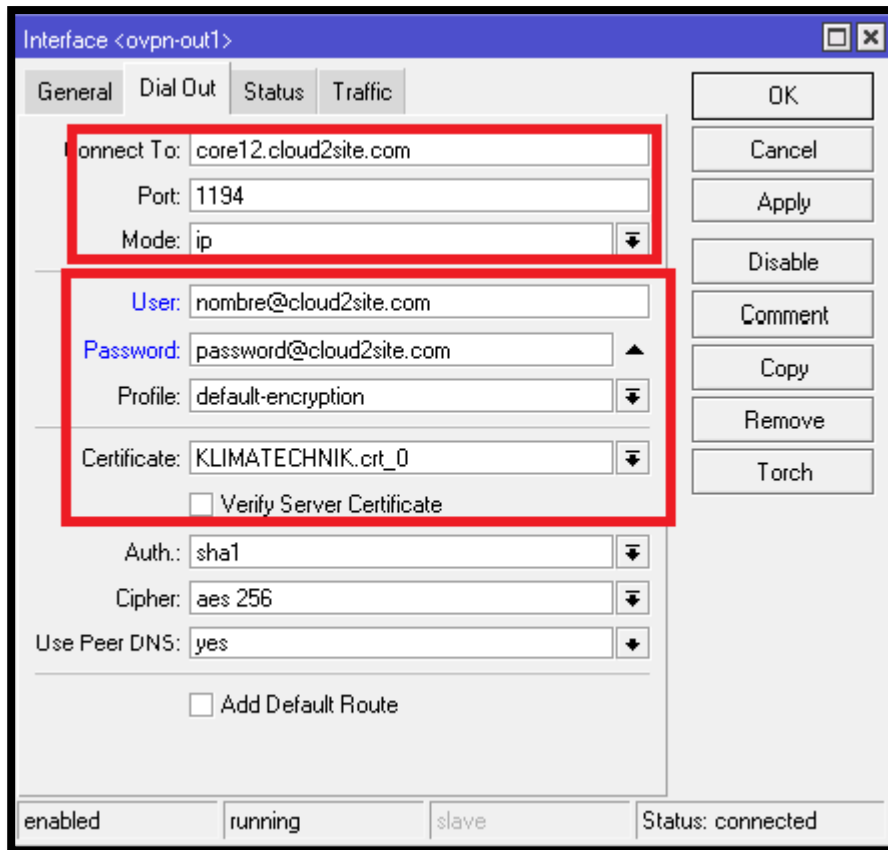 Interface <ovpn-out1>
General Dial Out Status Traffic
OK
Connect To: core12.cloud2site.com
Cancel
Port: 1194
Apply
Mode: ip
Disable
User: nombre@cloud2site.com
Comment
Password: password@cloud2site.com
Copy
Profile: default-encryption
Remove
Certificate: KLIMATECHNIK.crt_0
Torch
Verify Server Certificate
Auth.: sha1
Cipher: aes 256
Use Peer DNS: yes
Add Default Route
enabled running slave Status: connected